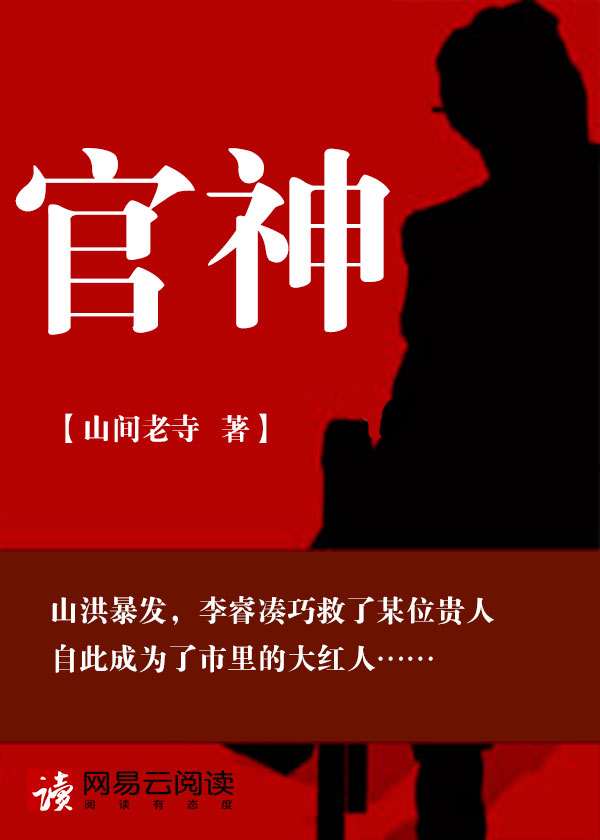 官神
【山间老寺 著】
山洪暴发，李睿凑巧救了某位贵人
自此成为了市里的大红人……
读 网易云阅读
阅读有态度